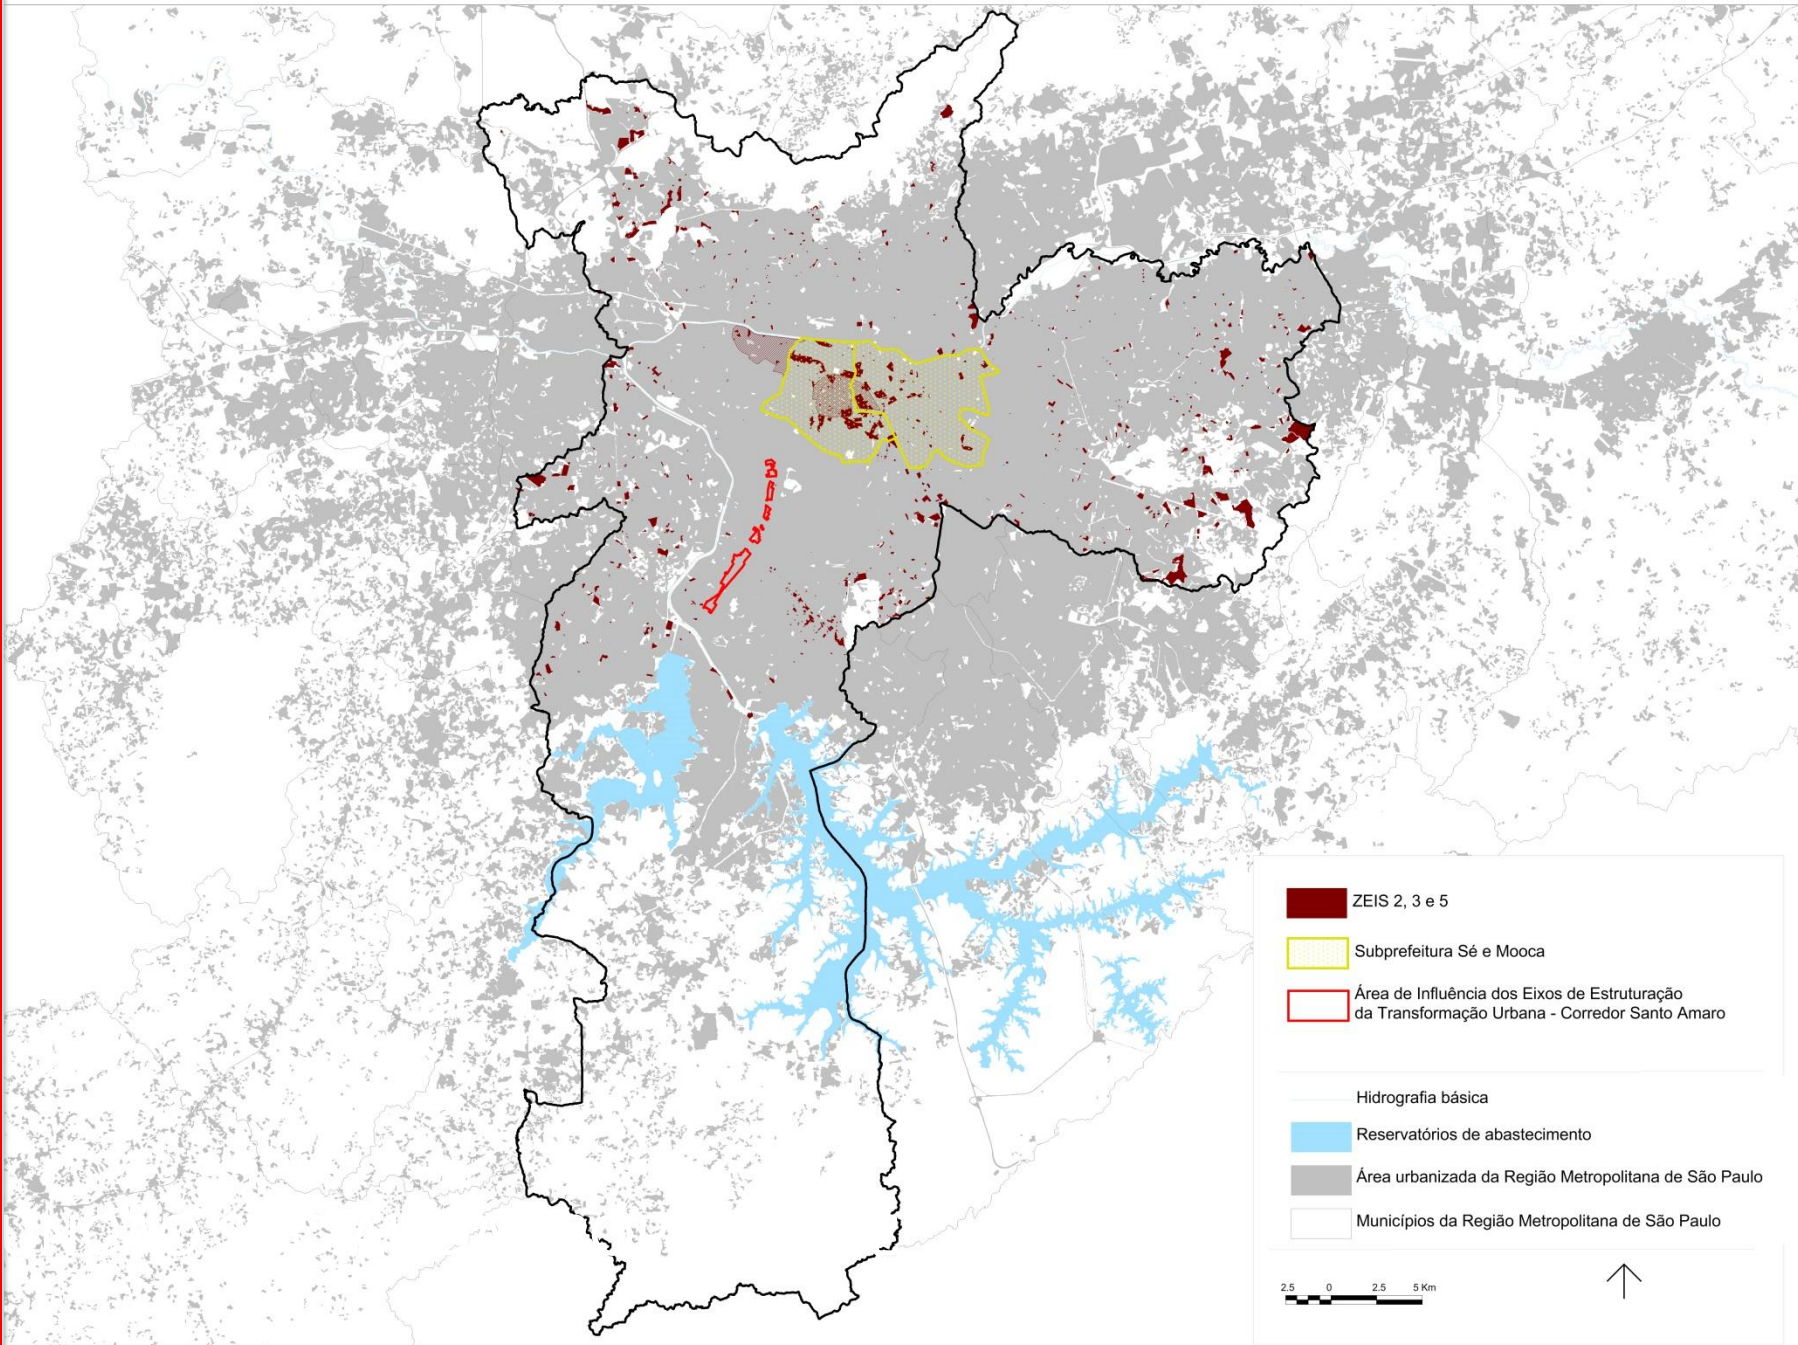 ZEIS 2, 3 e 5
Subprefeitura Sé e Mooca
Área de Influência dos Eixos de Estruturação
da Transformação Urbana - Corredor Santo Amaro
Hidrografia básica
Reservatórios de abastecimento
Área urbanizada da Região Metropolitana de São Paulo
Municípios da Região Metropolitana de São Paulo
2.5 0 2.5 5 Km